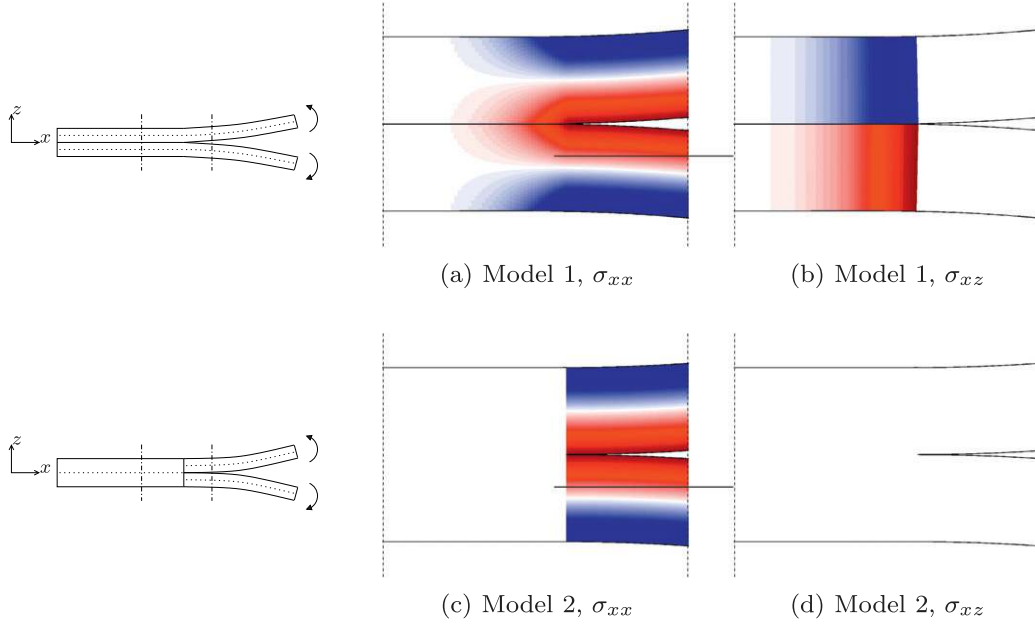 z
x
(a) Model 1, σxx
(b) Model 1, σxz
z
x
(c) Model 2, σxx
(d) Model 2, σxz